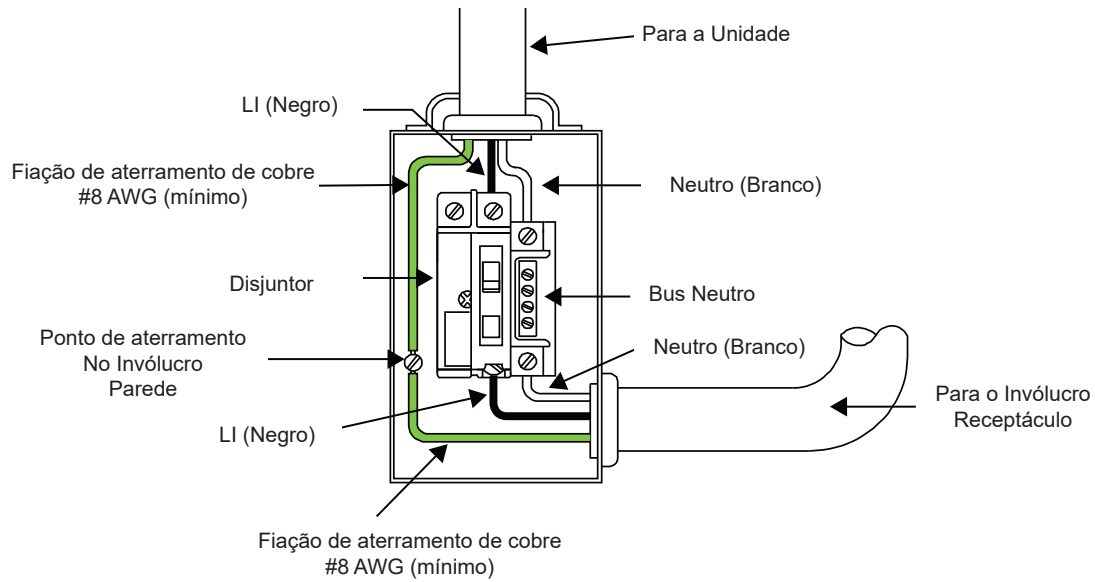 Para a Unidade
LI (Negro)
Fiação de aterramento de cobre
#8 AWG (mínimo)
Neutro (Branco)
Disjuntor
Bus Neutro
Ponto de aterramento
No Invólucro
Parede
Neutro (Branco)
Para o Invólucro
Receptáculo
LI (Negro)
Fiação de aterramento de cobre
#8 AWG (mínimo)